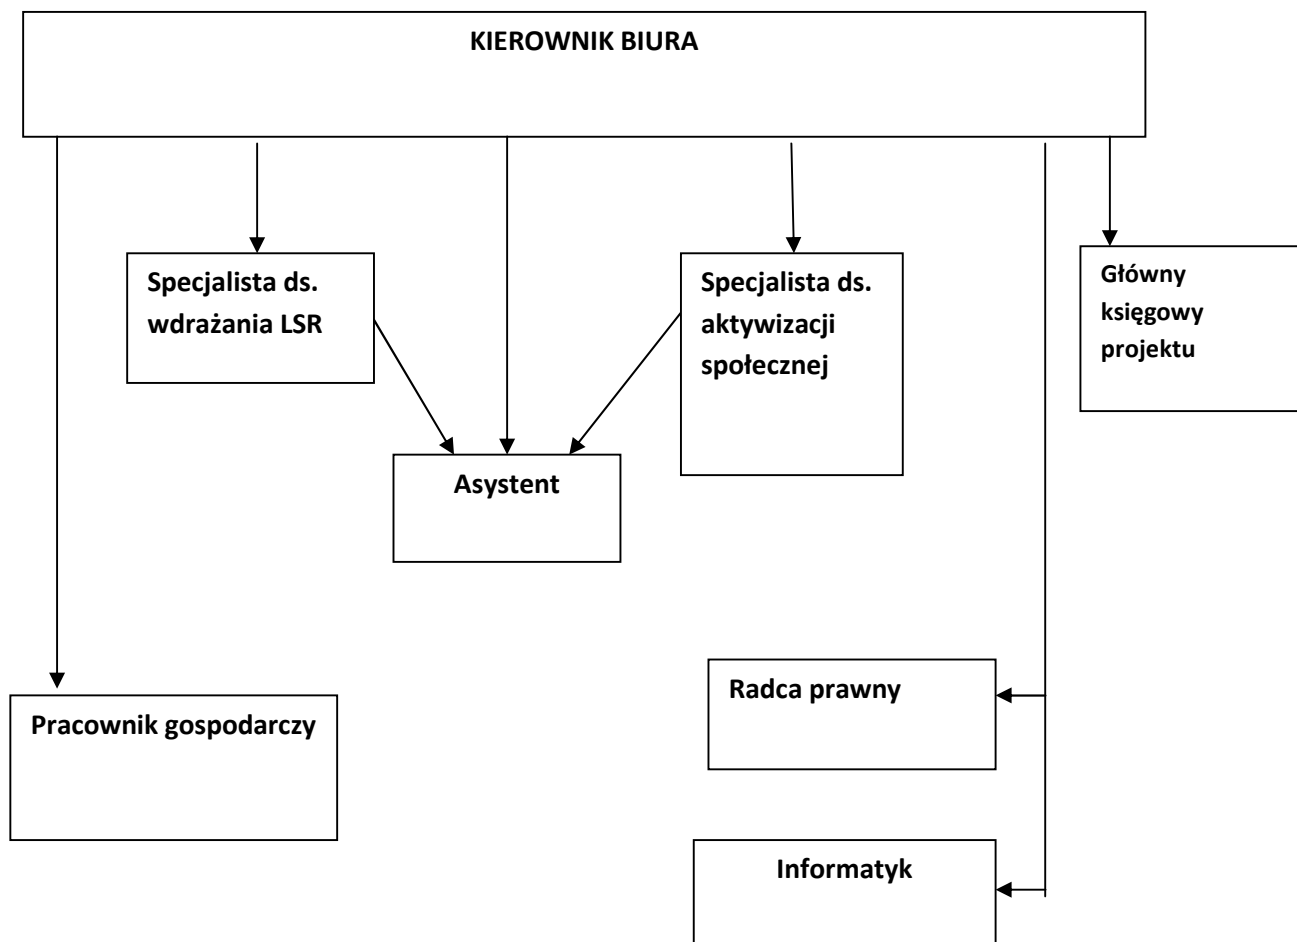 KIEROWNIK BIURA
Specjalista ds.
wdrażania LSR
Specjalista ds.
aktywizacji
społecznej
Główny
księgowy
projektu
Asystent
Radca prawny
Pracownik gospodarczy
Informatyk